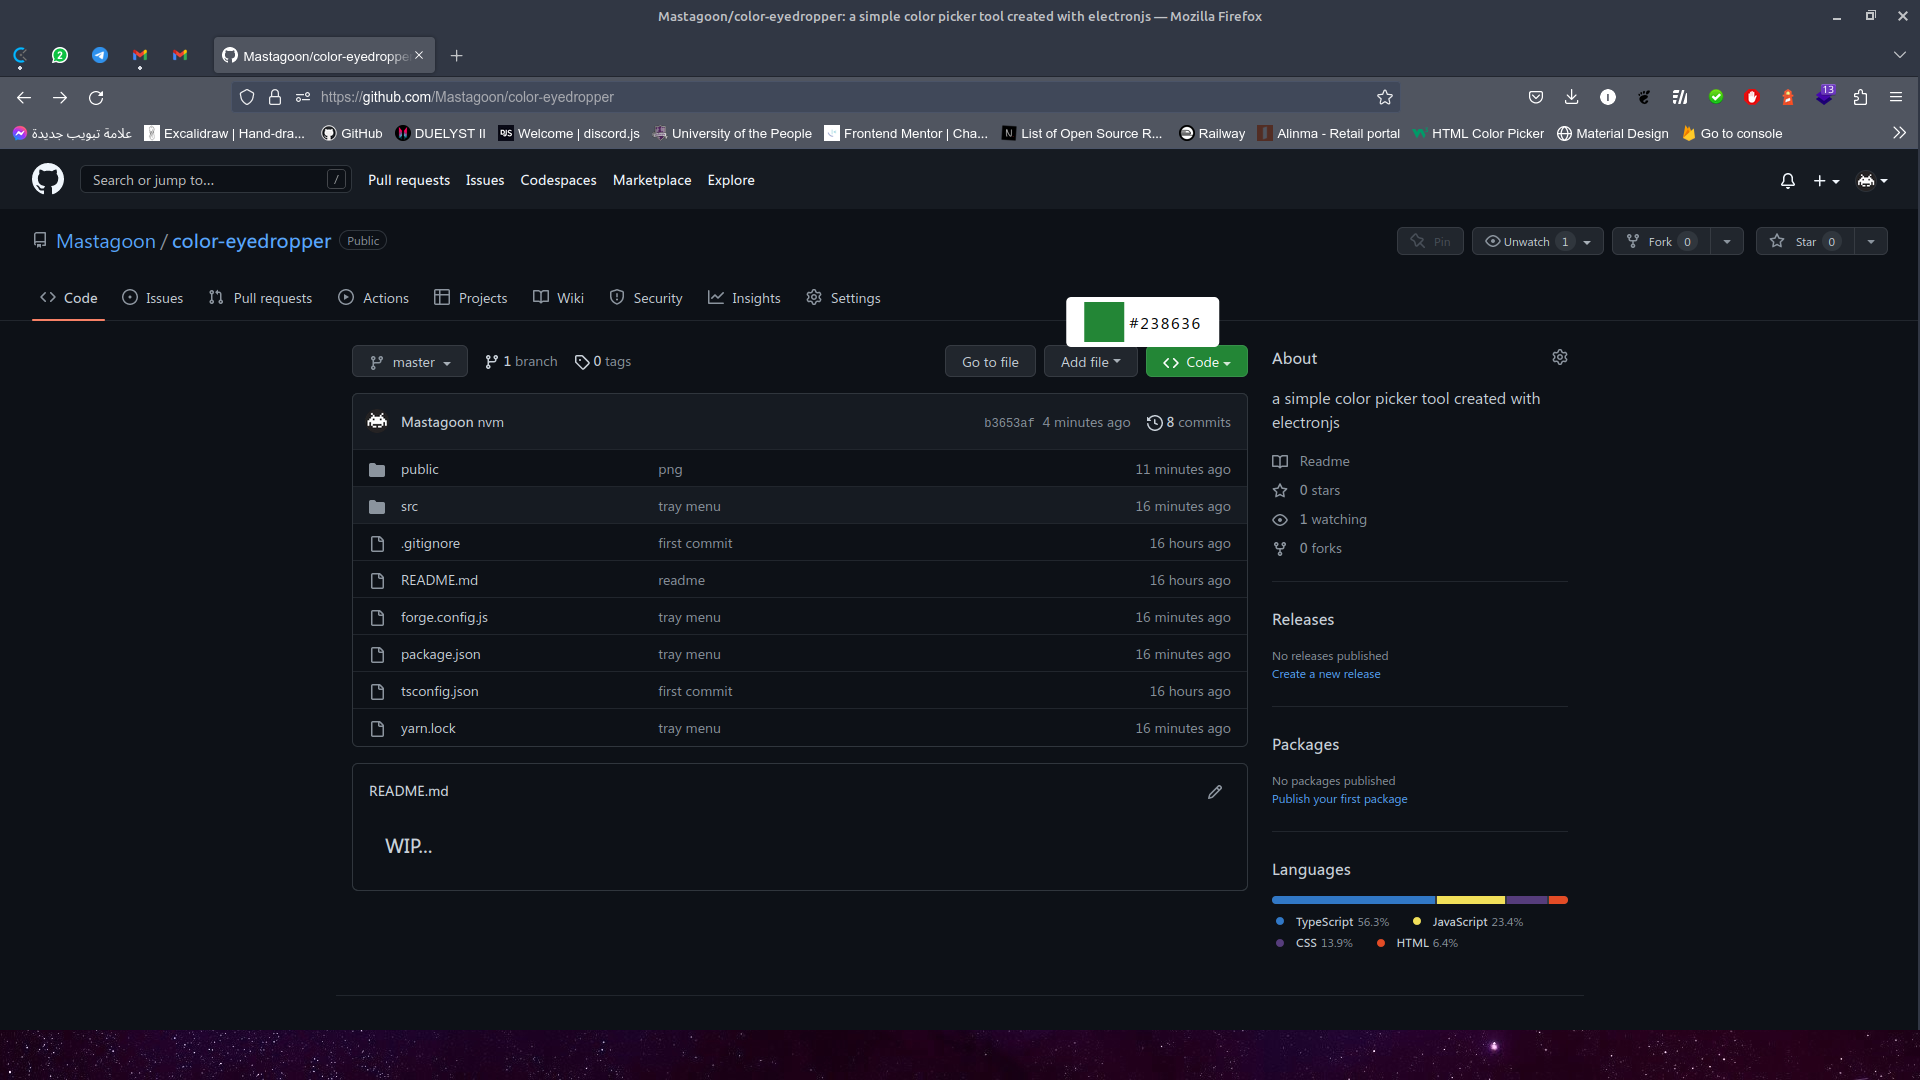 Mastagoon/color-eyedropper: a simple color picker tool created with electronjs — Mozilla Firefox
2
Mastagoon/color-eyedroppe
https://github.com/Mastagoon/color-eyedropper
13
علامة تبويب جديدة
Excalidraw | Hand-dra...
GitHub
DUELYST II
DJS
Welcome | discord.js
University of the People
Frontend Mentor | Cha...
N
List of Open Source R...
Railway
Alinma - Retail portal
HTML Color Picker
Material Design
Go to console
Search or jump to...
/
Pull requests
Issues
Codespaces
Marketplace
Explore
Mastagoon / color-eyedropper
Public
Pin
Unwatch 1
Fork 0
Star 0
Code
Issues
Pull requests
Actions
Projects
Wiki
Security
Insights
Settings
#238636
master
1 branch
0 tags
Go to file
Add file
Code
Mastagoon nvm
b3653af 4 minutes ago
8 commits
public png 11 minutes ago
src tray menu 16 minutes ago
.gitignore first commit 16 hours ago
README.md readme 16 hours ago
forge.config.js tray menu 16 minutes ago
package.json tray menu 16 minutes ago
tsconfig.json first commit 16 hours ago
yarn.lock tray menu 16 minutes ago
README.md
WIP...
About
a simple color picker tool created with
electronjs
Readme
0 stars
1 watching
0 forks
Releases
No releases published
Create a new release
Packages
No packages published
Publish your first package
Languages
TypeScript 56.3%
JavaScript 23.4%
CSS 13.9%
HTML 6.4%